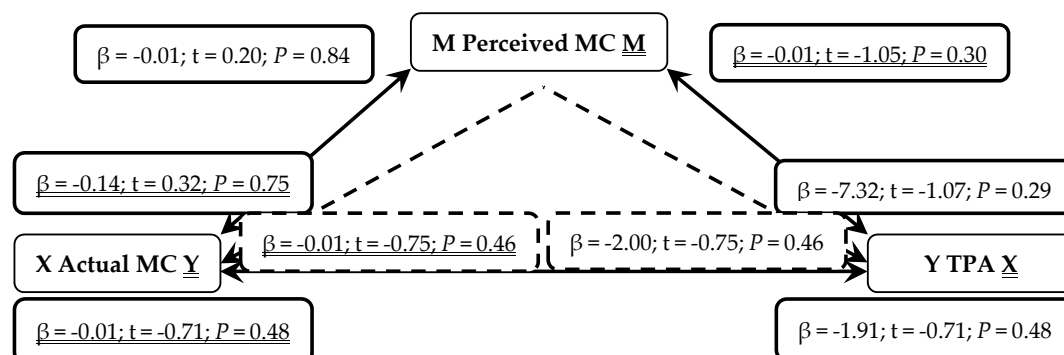 β = -0.01; t = 0.20; P = 0.84
M Perceived MC M
β = -0.01; t = -1.05; P = 0.30
β = -0.14; t = 0.32; P = 0.75
β = -7.32; t = -1.07; P = 0.29
X Actual MC Y
β = -0.01; t = -0.75; P = 0.46
β = -2.00; t = -0.75; P = 0.46
Y TPA X
β = -0.01; t = -0.71; P = 0.48
β = -1.91; t = -0.71; P = 0.48